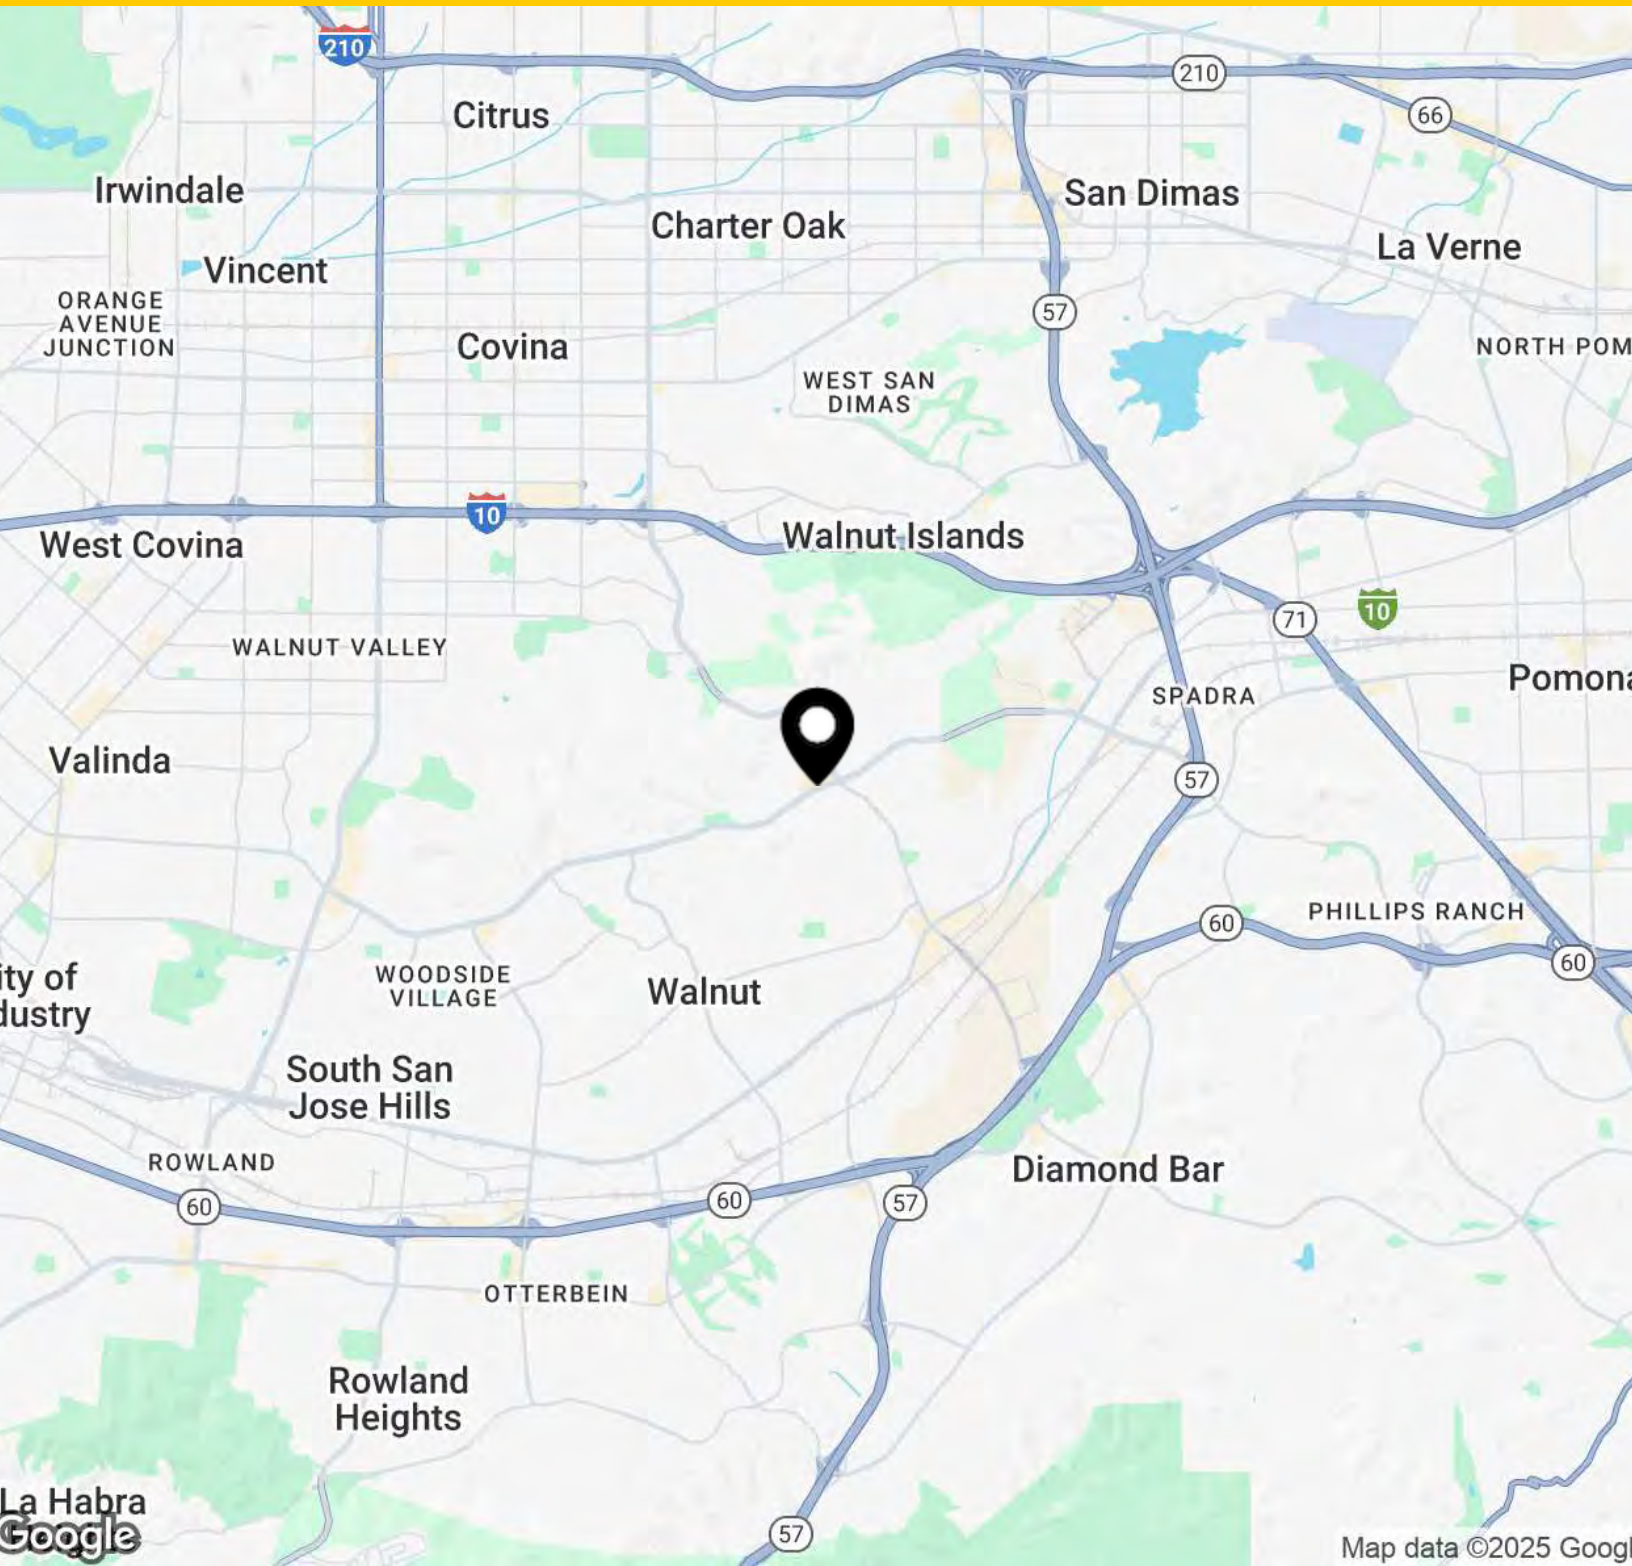 210
210
66
Citrus
Irwindale
San Dimas
Charter Oak
La Verne
Vincent
ORANGE
AVENUE
JUNCTION
57
Covina
NORTH POM
WEST SAN
DIMAS
10
West Covina
Walnut Islands
10
71
WALNUT VALLEY
Pomona
SPADRA
Valinda
57
60
PHILLIPS RANCH
60
ity of
dustry
WOODSIDE
VILLAGE
Walnut
South San
Jose Hills
ROWLAND
Diamond Bar
60
60
57
OTTERBEIN
Rowland
Heights
La Habra
Google
57
Map data ©2025 Googl